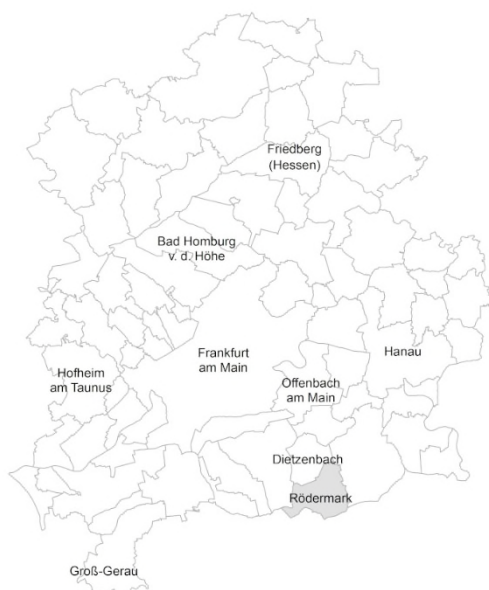 Friedberg
(Hessen)
Bad Homburg
v. d. Höhe
Frankfurt
am Main
Hanau
Hofheim
am Taunus
Offenbach
am Main
Dietzenbach
Rödermark
Groß-Gerau